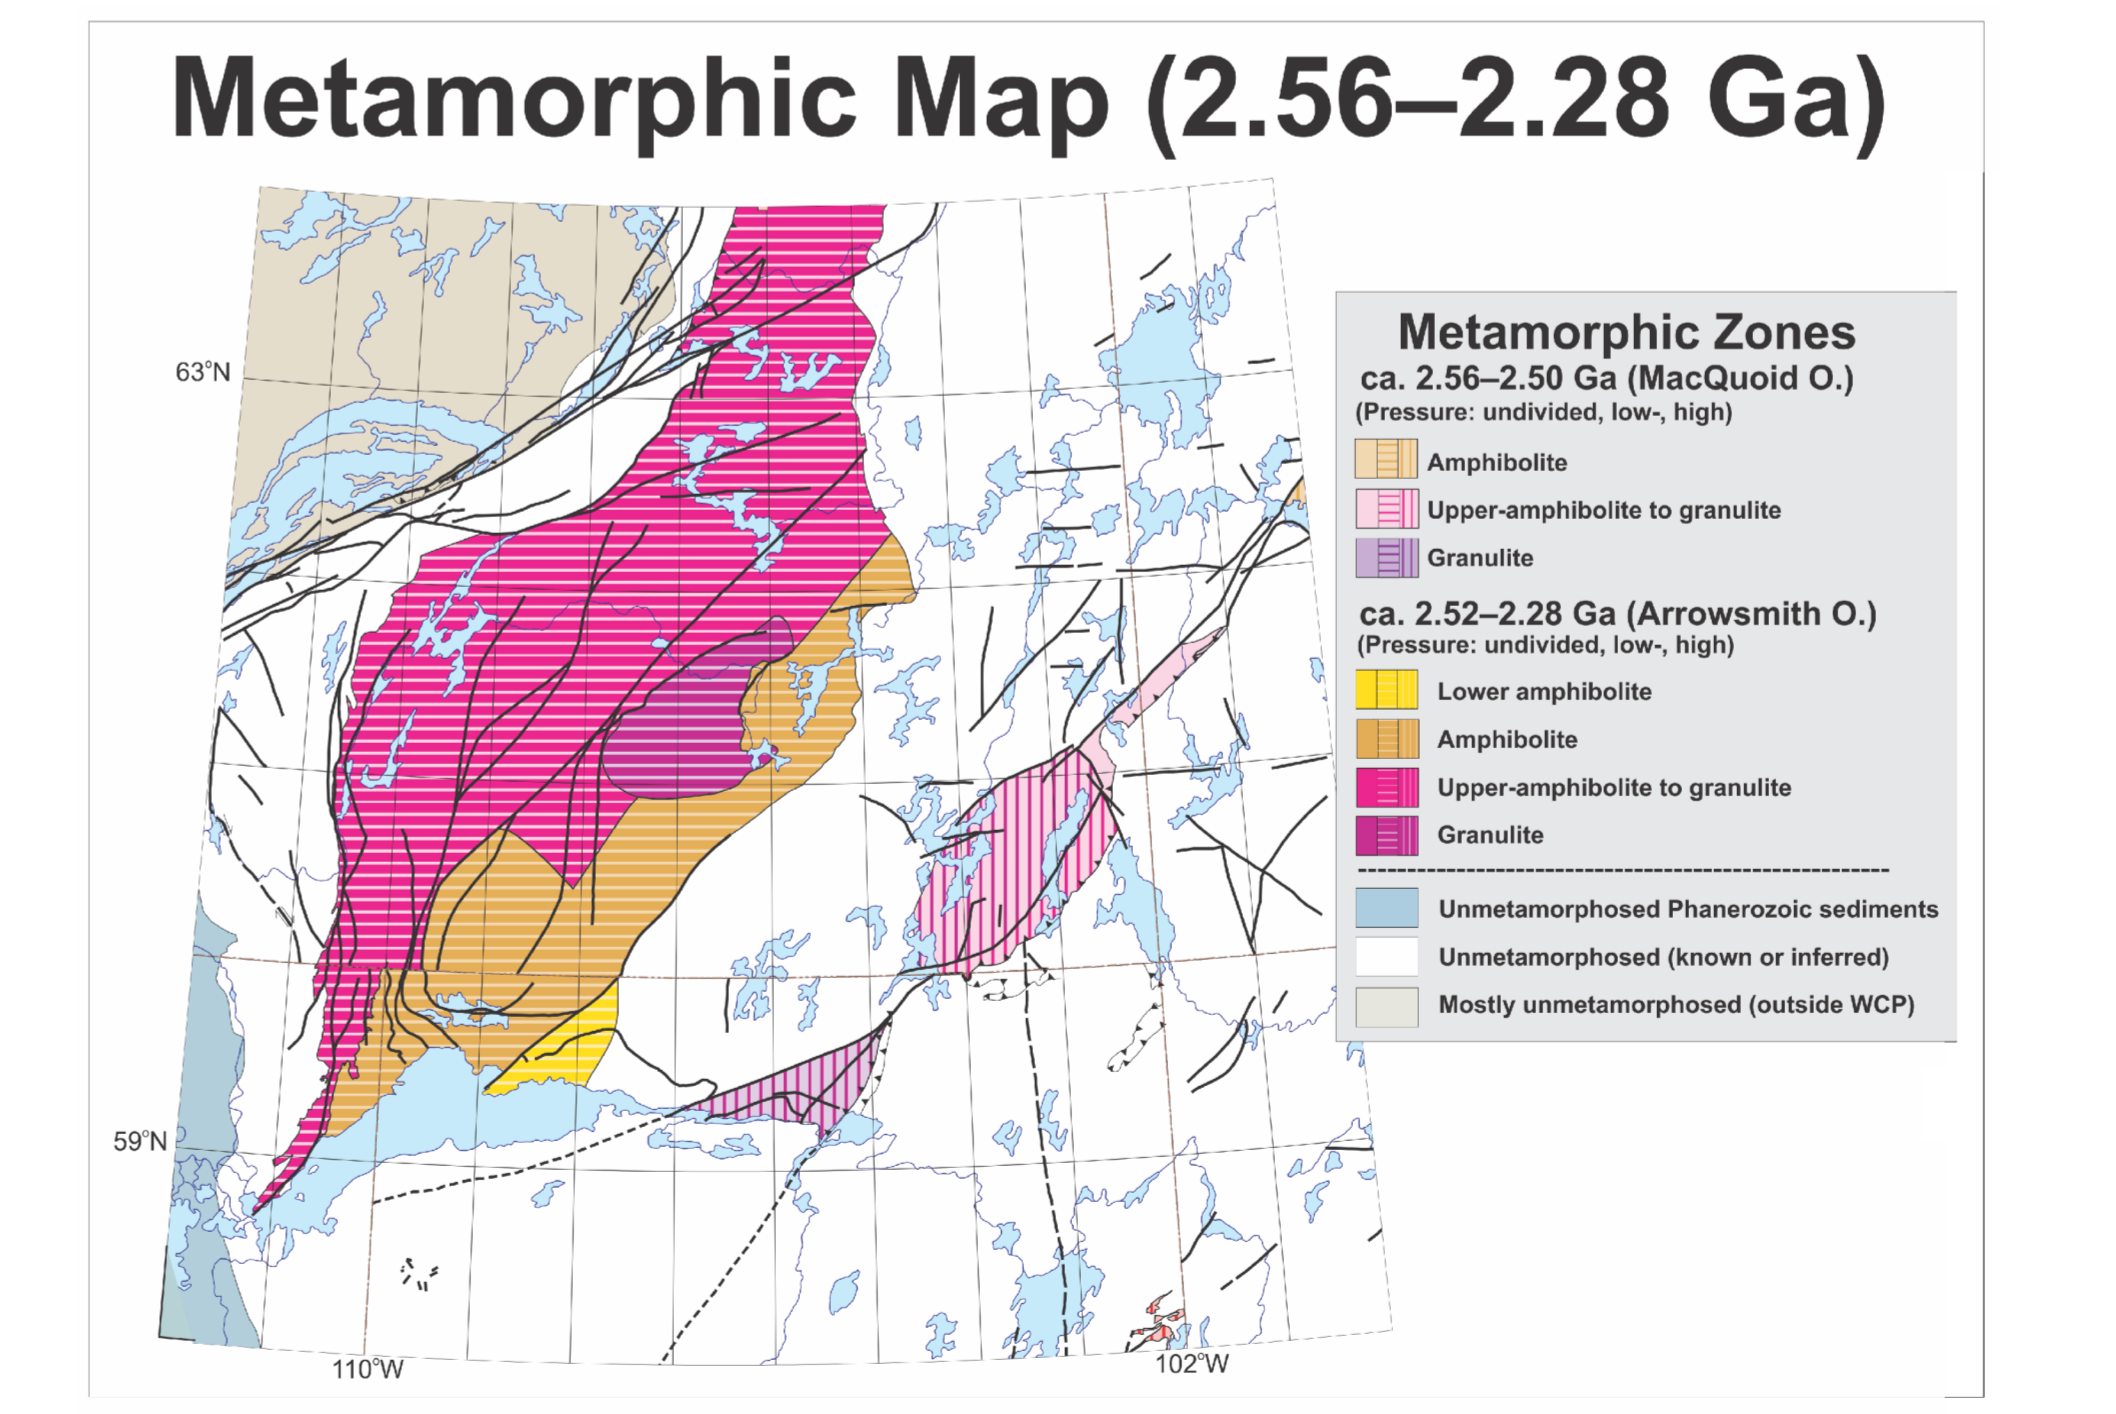 Metamorphic Map (2.56–2.28 Ga)
63°N
59°N
110°W
102°W
Metamorphic Zones
ca. 2.56–2.50 Ga (MacQuoid O.)
(Pressure: undivided, low-, high)
Amphibolite
Upper-amphibolite to granulite
Granulite
ca. 2.52–2.28 Ga (Arrowsmith O.)
(Pressure: undivided, low-, high)
Lower amphibolite
Amphibolite
Upper-amphibolite to granulite
Granulite
Unmetamorphosed Phanerozoic sediments
Unmetamorphosed (known or inferred)
Mostly unmetamorphosed (outside WCP)